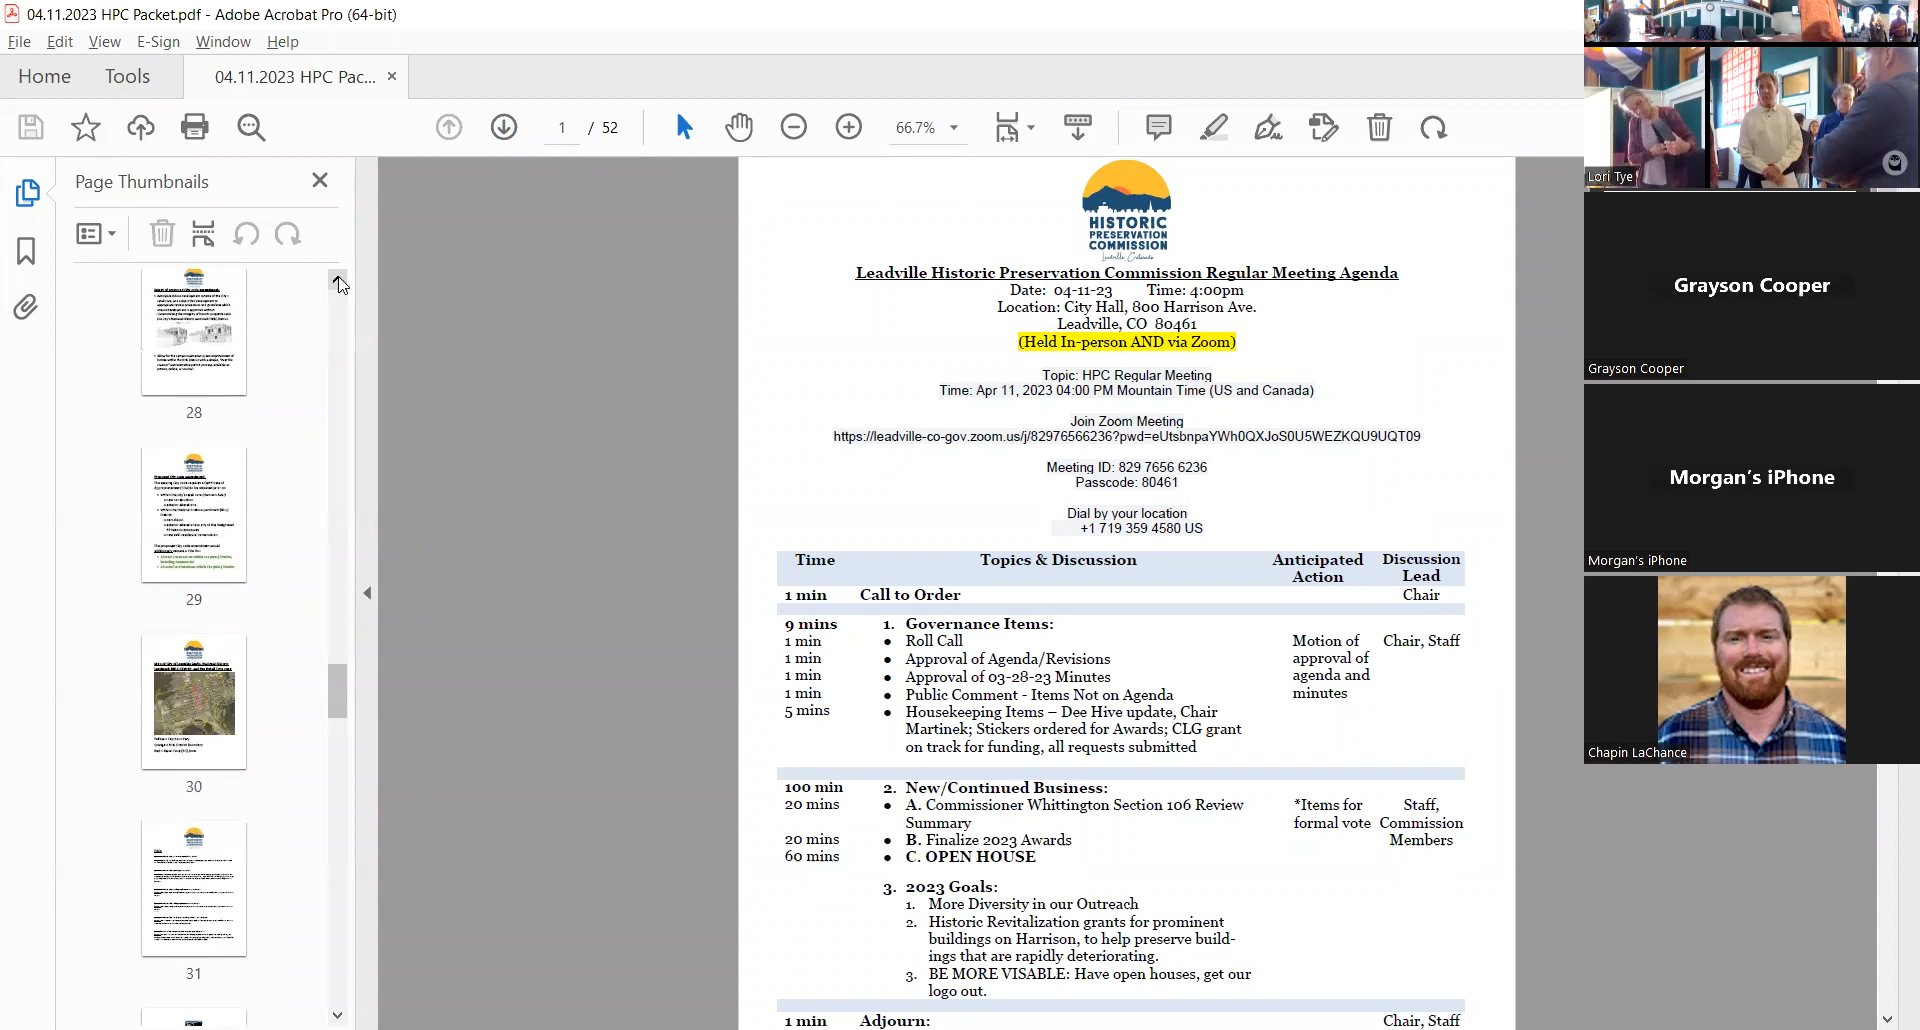 04.11.2023 HPC Packet.pdf - Adobe Acrobat Pro (64-bit)
File Edit View E-Sign Window Help
Home Tools 04.11.2023 HPC Pac... ×
1 / 52 66.7%
Page Thumbnails
28
29
30
31
HISTORIC
PRESERVATION
COMMISSION
Leadville Colorado
Leadville Historic Preservation Commission Regular Meeting Agenda
Date: 04-11-23 Time: 4:00pm
Location: City Hall, 800 Harrison Ave.
Leadville, CO 80461
(Held In-person AND via Zoom)
Topic: HPC Regular Meeting
Time: Apr 11, 2023 04:00 PM Mountain Time (US and Canada)
Join Zoom Meeting
https://leadville-co-gov.zoom.us/j/82976566236?pwd=eUtsbnpaYWh0QXJoS0U5WEZKQU9UQT09
Meeting ID: 829 7656 6236
Passcode: 80461
Dial by your location
+1 719 359 4580 US
Time Topics & Discussion Anticipated Action Discussion Lead
1 min Call to Order Chair
9 mins 1. Governance Items:
1 min • Roll Call Motion of Chair, Staff
1 min • Approval of Agenda/Revisions approval of
1 min • Approval of 03-28-23 Minutes agenda and
1 min • Public Comment - Items Not on Agenda minutes
5 mins • Housekeeping Items – Dee Hive update, Chair
Martinek; Stickers ordered for Awards; CLG grant
on track for funding, all requests submitted
100 min 2. New/Continued Business:
20 mins • A. Commissioner Whittington Section 106 Review *Items for Staff,
Summary formal vote Commission
20 mins • B. Finalize 2023 Awards Members
60 mins • C. OPEN HOUSE
3. 2023 Goals:
1. More Diversity in our Outreach
2. Historic Revitalization grants for prominent
buildings on Harrison, to help preserve build-
ings that are rapidly deteriorating.
3. BE MORE VISABLE: Have open houses, get our
logo out.
1 min Adjourn: Chair, Staff
Lori Tye
Grayson Cooper
Grayson Cooper
Morgan's iPhone
Morgan's iPhone
Chapin LaChance